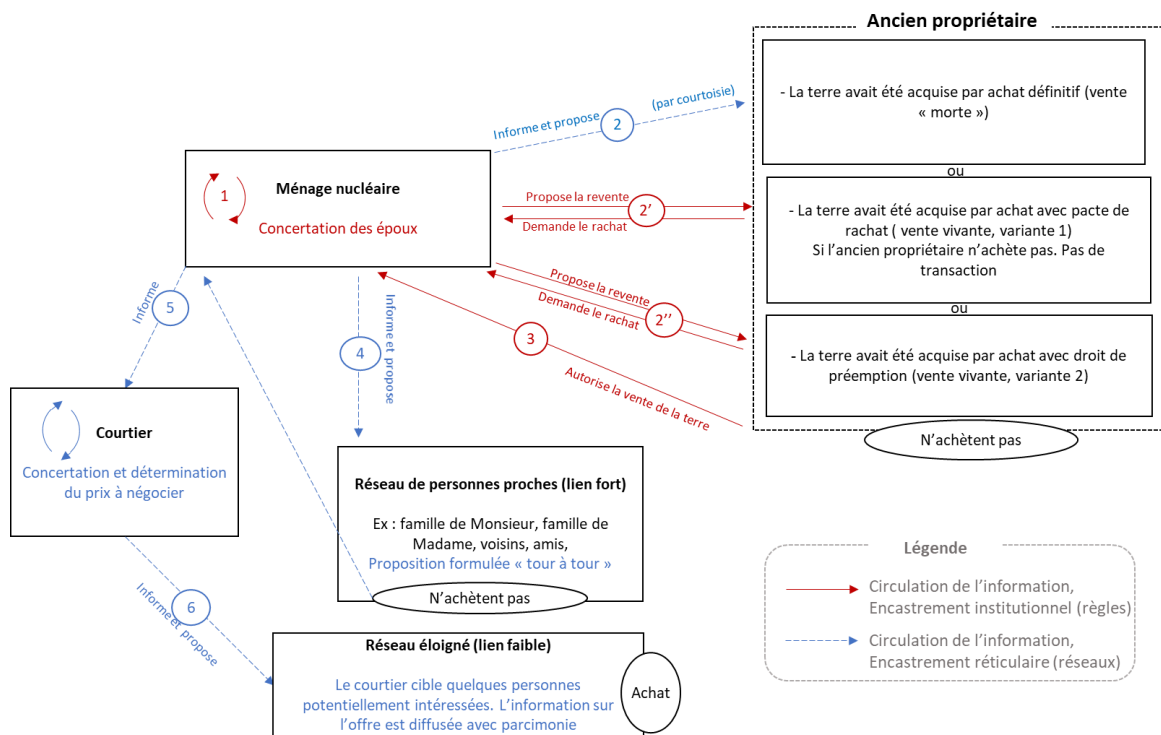 Ancien propriétaire
- La terre avait été acquise par achat définitif (vente
« morte »)
ou
- La terre avait été acquise par achat avec pacte de
rachat ( vente vivante, variante 1)
Si l'ancien propriétaire n'achète pas. Pas de
transaction
ou
- La terre avait été acquise par achat avec droit de
préemption (vente vivante, variante 2)
N'achètent pas
Informe et propose
(par courtoisie)
2
Ménage nucléaire
1
Concertation des époux
Propose la revente
2'
Demande le rachat
Propose la revente
2''
Demande le rachat
3
Autorise la vente de la terre
Informe
5
Informe et propose
4
Courtier
Concertation et détermination
du prix à négocier
Réseau de personnes proches (lien fort)
Ex : famille de Monsieur, famille de
Madame, voisins, amis,
Proposition formulée « tour à tour »
N'achètent pas
Informe et propose
6
Réseau éloigné (lien faible)
Le courtier cible quelques personnes
potentiellement intéressées. L'information sur
l'offre est diffusée avec parcimonie
Achat
Légende
Circulation de l'information,
Encastrement institutionnel (règles)
Circulation de l'information,
Encastrement réticulaire (réseaux)